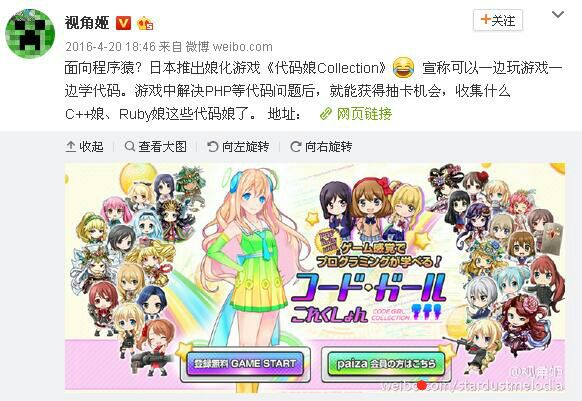 视角姬
+关注
2016-4-20 18:46 来自 微博 weibo.com
面向程序猿?日本推出娘化游戏《代码娘Collection》😂 宣称可以一边玩游戏一
边学代码。游戏中解决PHP等代码问题后，就能获得抽卡机会，收集什么
C++娘、Ruby娘这些代码娘了。 地址： 网页链接
收起 查看大图 向左旋转 向右旋转
ゲーム感覚で
プログラミングが学べる!
コード・ガール
これくしょん
CODE GIRL COLLECTION
登録無料 GAME START
paiza 会員の方はこちら
@视角姬
weibo.com/stardustmelodia